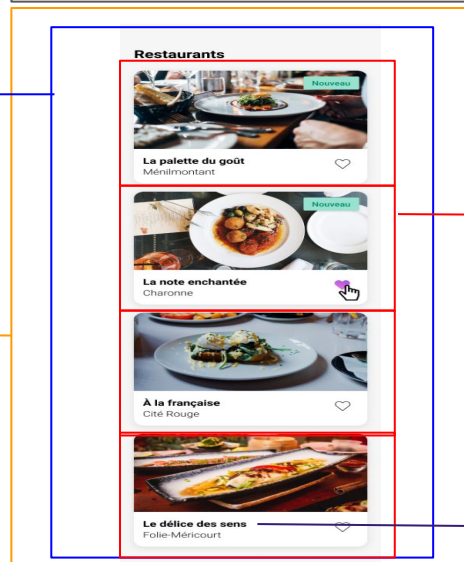 Restaurants
Nouveau
La palette du goût
Ménilmontant
Nouveau
La note enchantée
Charonne
À la française
Cité Rouge
Le délice des sens
Folie-Méricourt